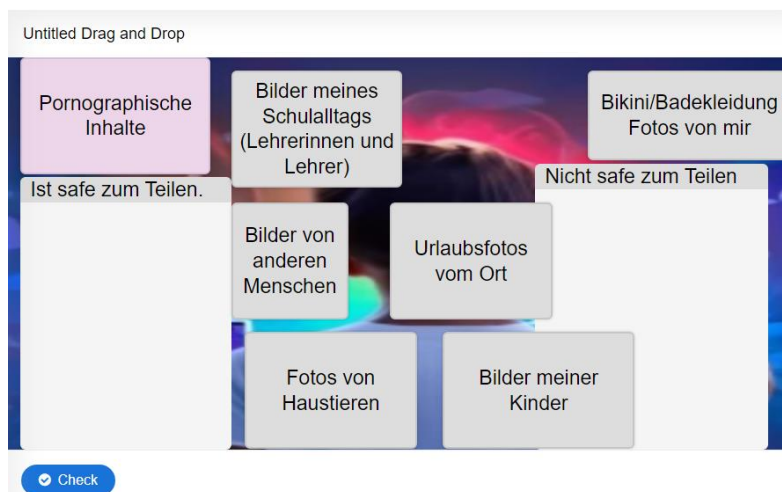 Untitled Drag and Drop
Pornographische
Inhalte
Bilder meines
Schulalltags
(Lehrerinnen und
Lehrer)
Bikini/Badekleidung
Fotos von mir
Ist safe zum Teilen.
Nicht safe zum Teilen
Bilder von
anderen
Menschen
Urlaubsfotos
vom Ort
Fotos von
Haustieren
Bilder meiner
Kinder
Check